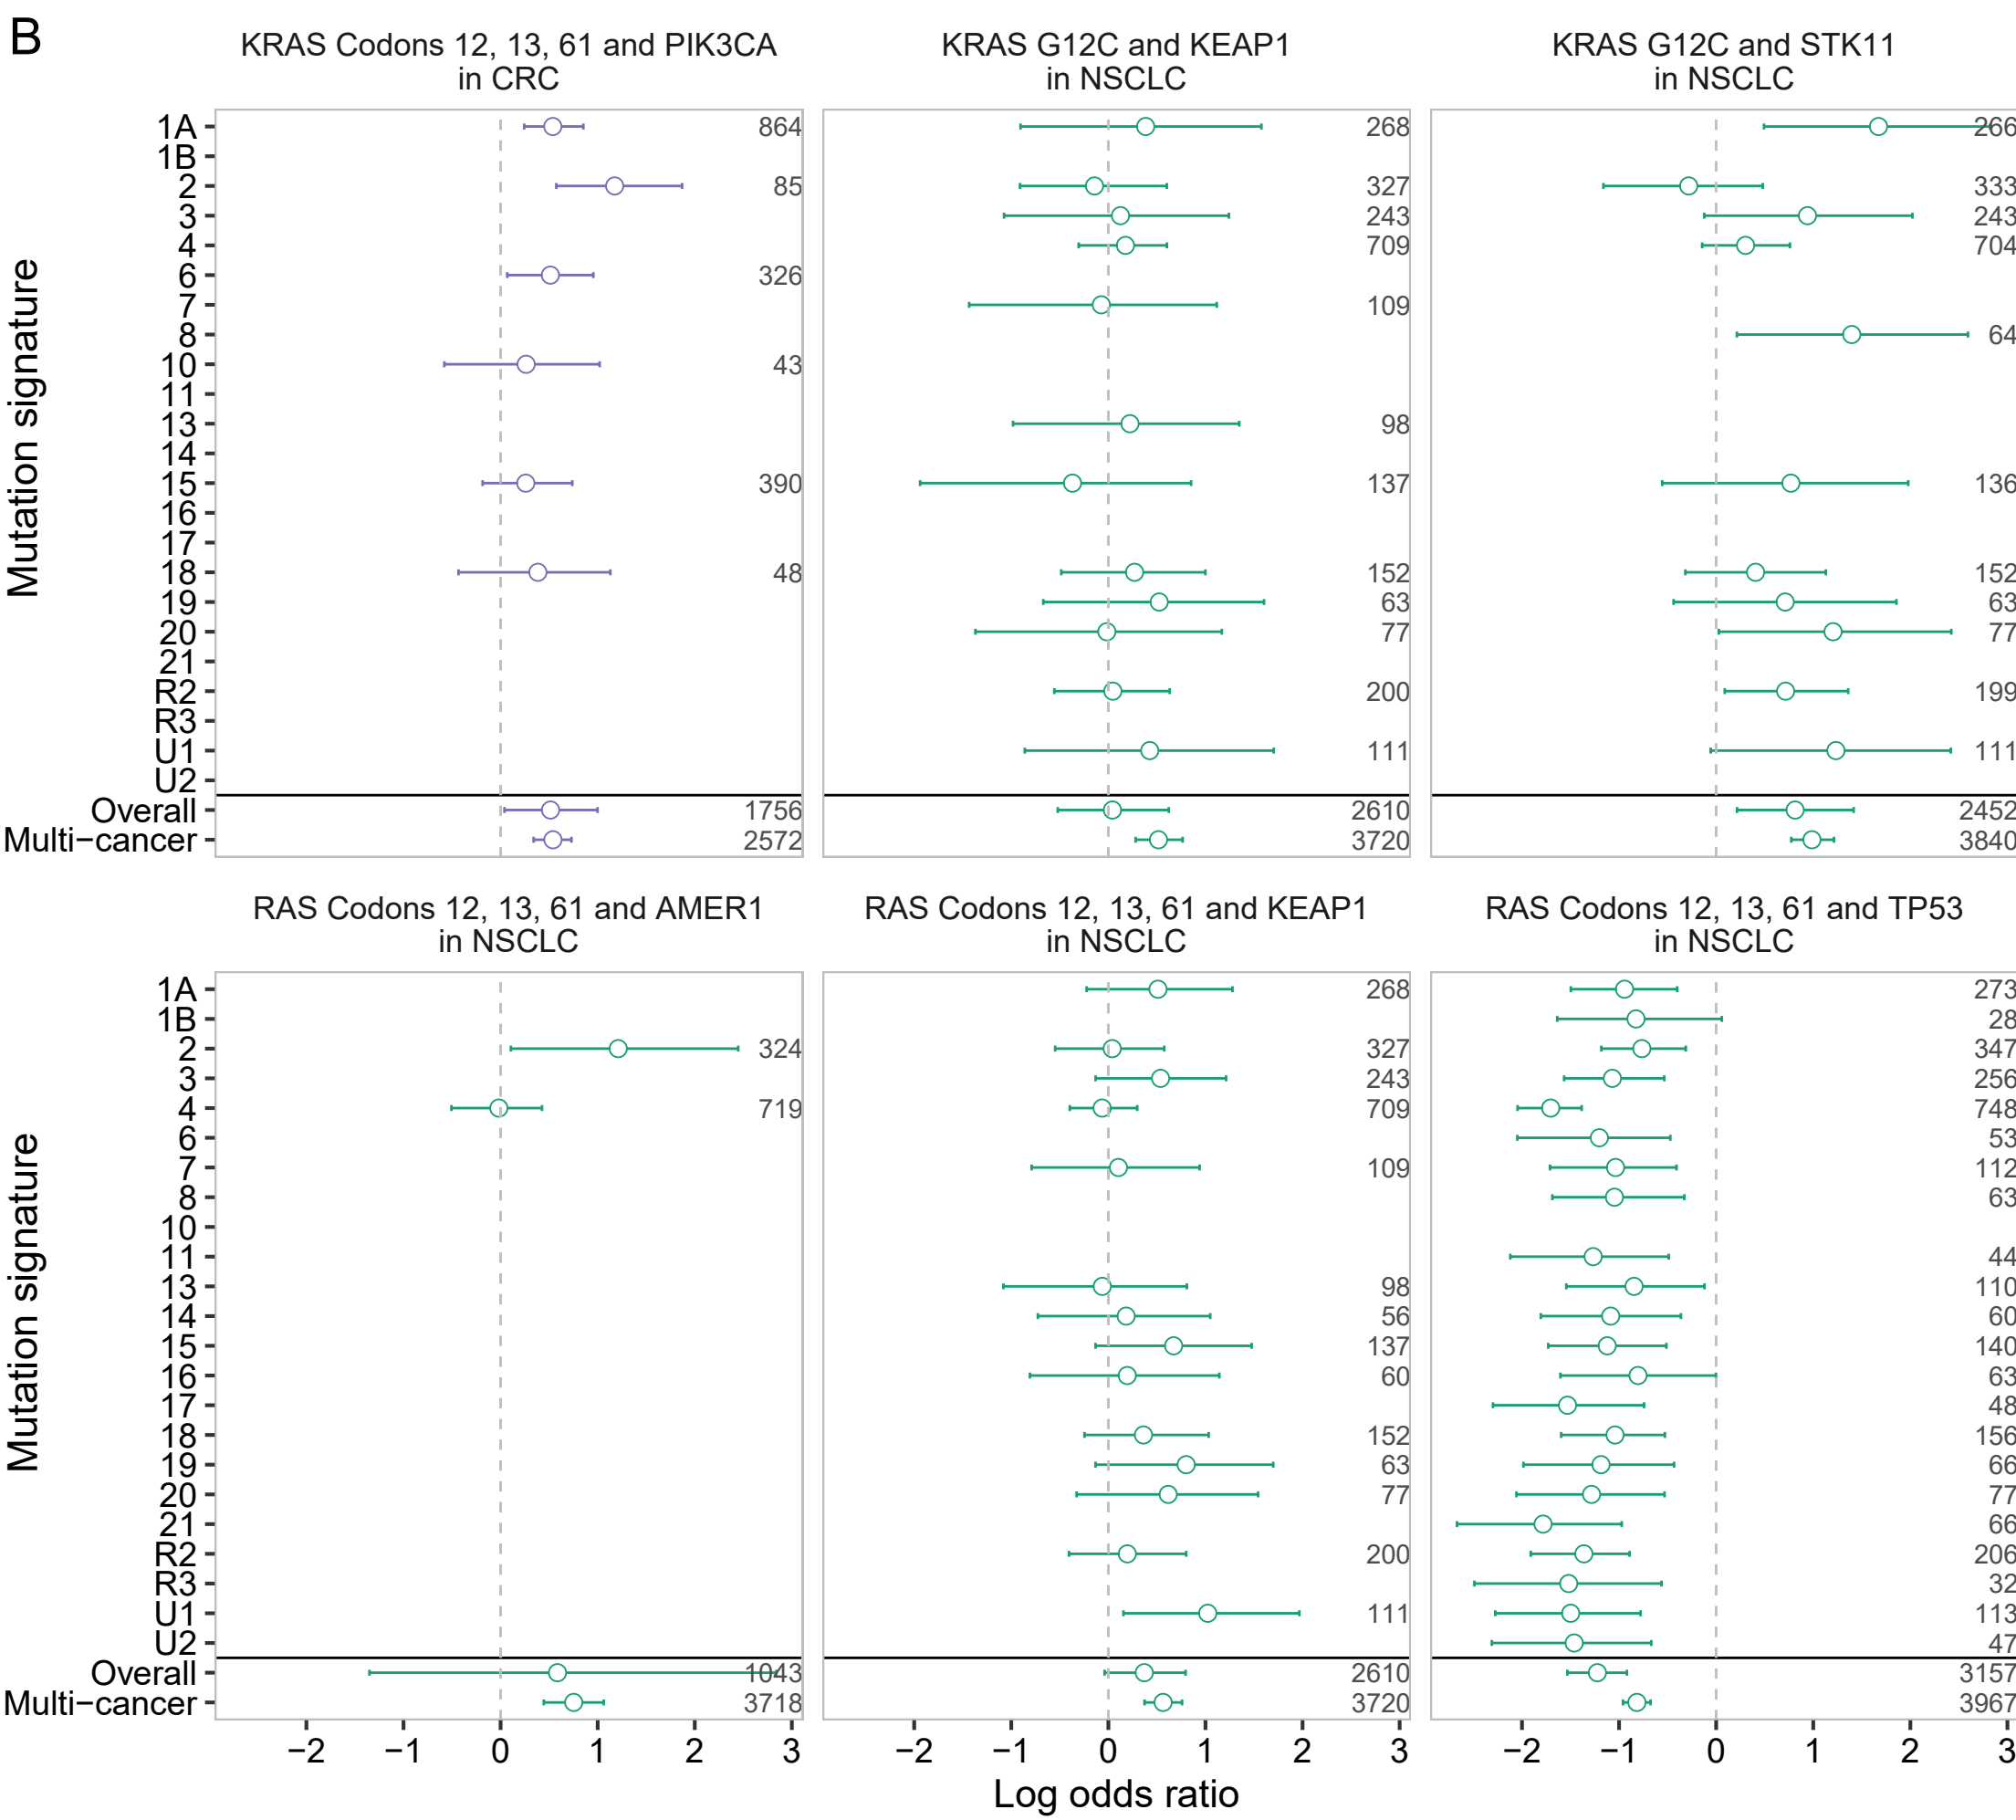 B
KRAS Codons 12, 13, 61 and PIK3CA
in CRC
KRAS G12C and KEAP1
in NSCLC
KRAS G12C and STK11
in NSCLC
Mutation signature
1A 864 268 266
1B
2 85 327 333
3 243 243
4 709 704
6 326
7 109
8 64
10 43
11
13 98
14
15 390 137 136
16
17
18 48 152 152
19 63 63
20 77 77
21
R2 200 199
R3
U1 111 111
U2
Overall 1756 2610 2452
Multi−cancer 2572 3720 3840
RAS Codons 12, 13, 61 and AMER1
in NSCLC
RAS Codons 12, 13, 61 and KEAP1
in NSCLC
RAS Codons 12, 13, 61 and TP53
in NSCLC
Mutation signature
1A 268 273
1B 28
2 324 327 347
3 243 256
4 719 709 748
6 53
7 109 112
8 63
10
11 44
13 98 110
14 56 60
15 137 140
16 60 63
17 48
18 152 156
19 63 66
20 77 77
21 66
R2 200 206
R3 32
U1 111 113
U2 47
Overall 1043 2610 3157
Multi−cancer 3718 3720 3967
−2 −1 0 1 2 3 −2 −1 0 1 2 3 −2 −1 0 1 2 3
Log odds ratio